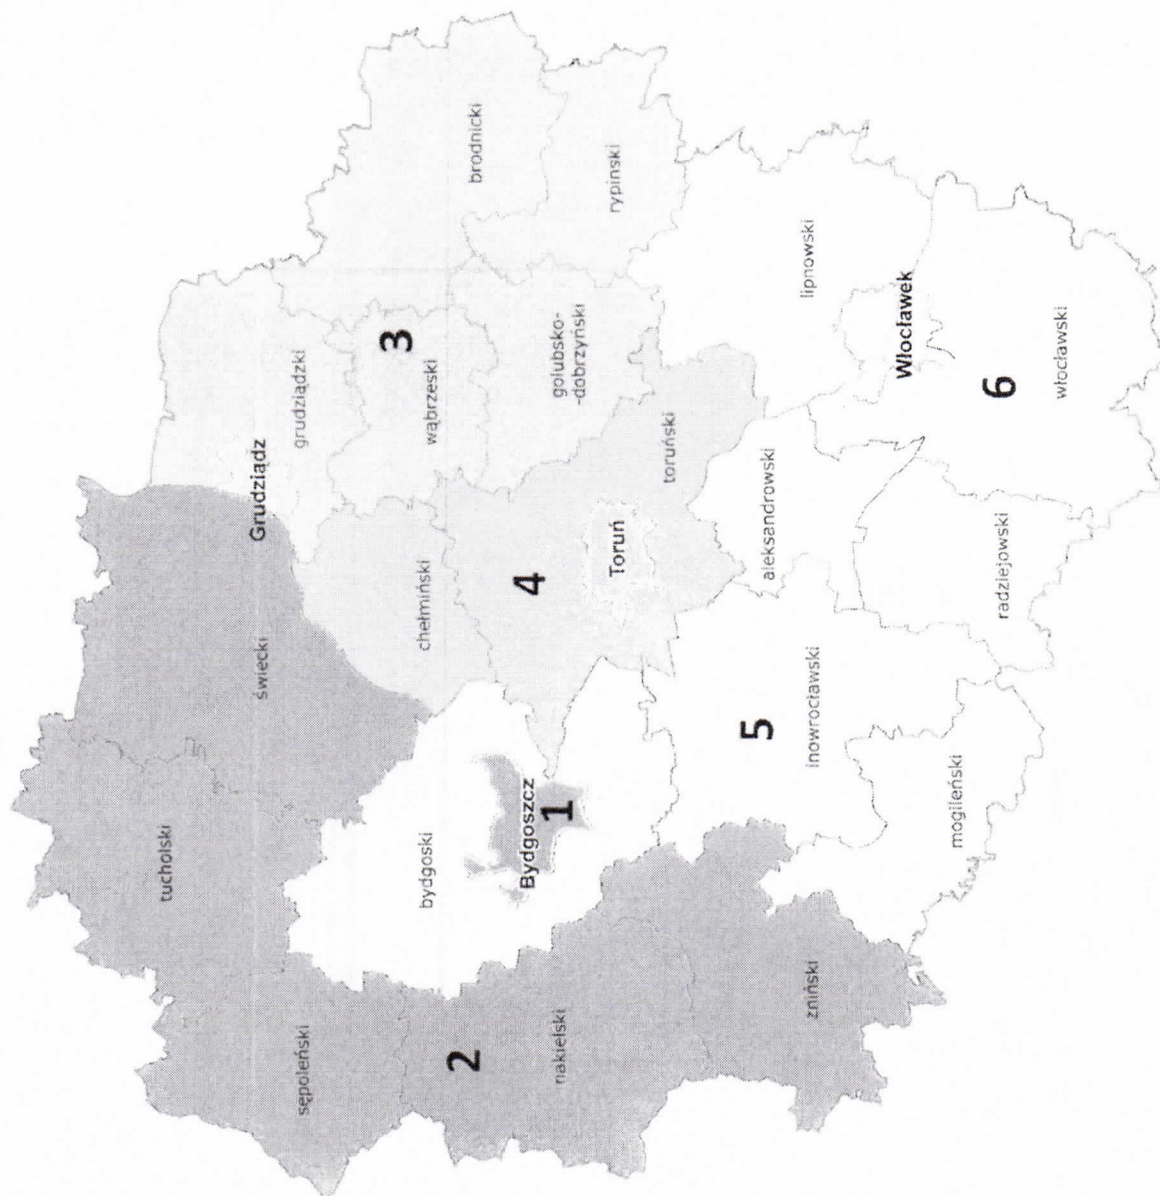 tucholski
świecki
sępoleński
Grudziądz
grudziądzki
bydgoski
chełmiński
wąbrzeski
3
brodnicki
2
nakielski
Bydgoszcz
1
4
golubsko-
-dobrzyński
rypiński
Toruń
toruński
żniński
5
inowrocławski
aleksandrowski
lipnowski
Włocławek
mogileński
radziejowski
6
włocławski